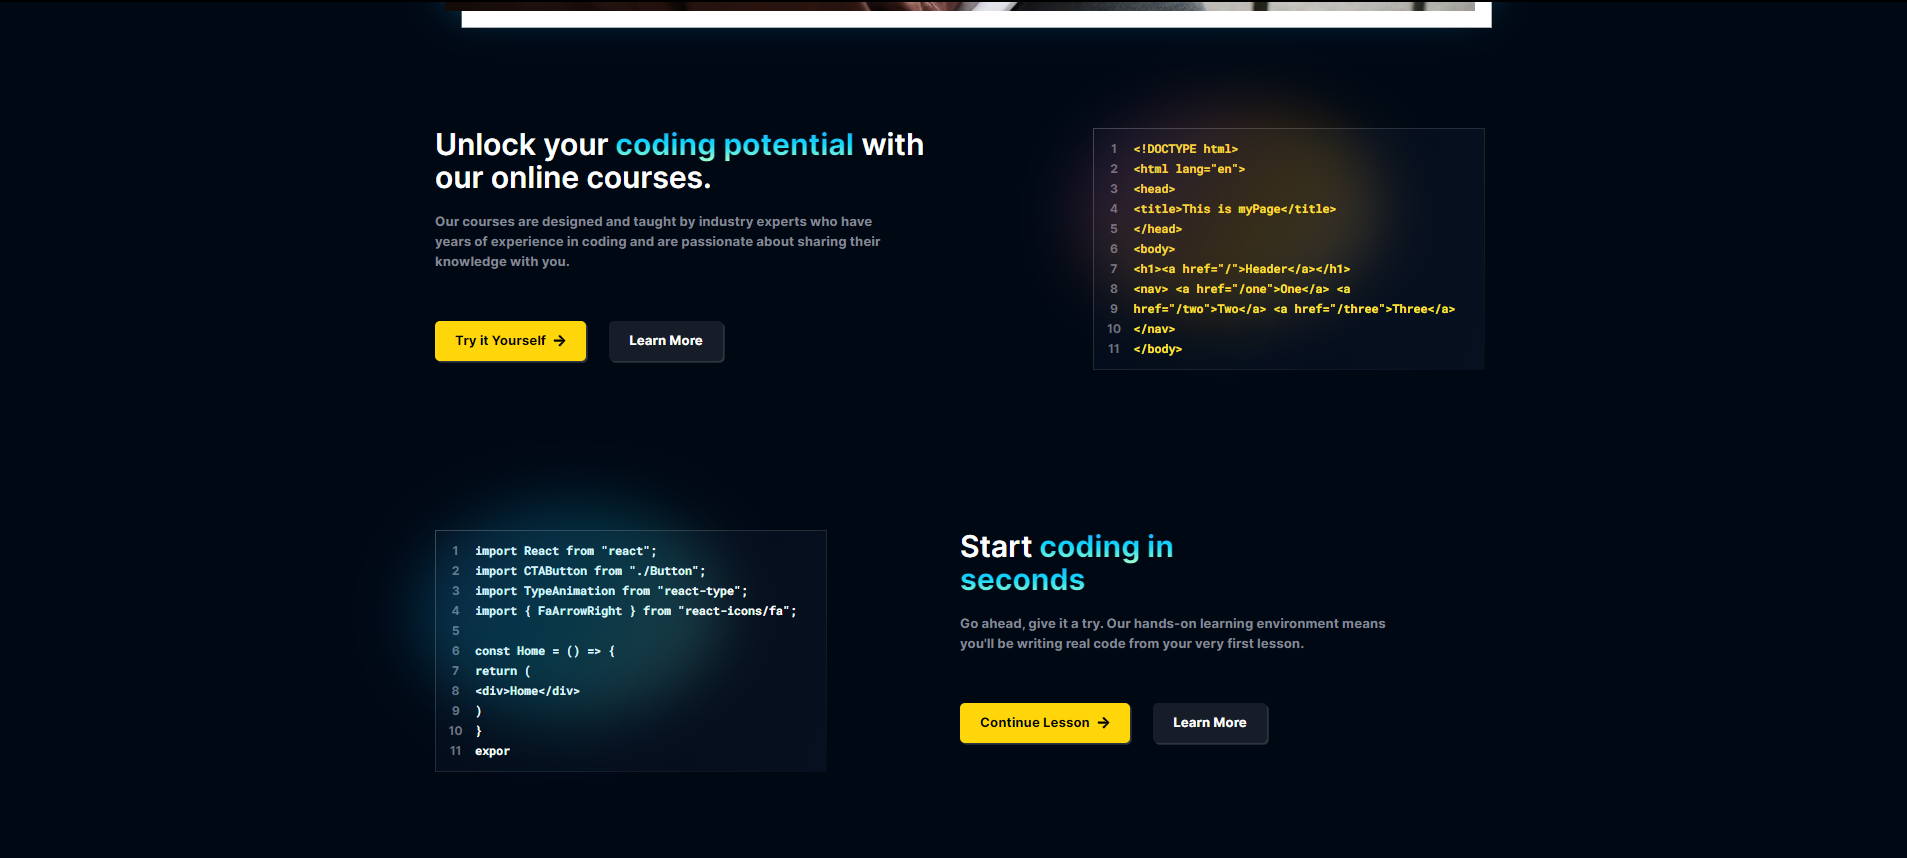 Unlock your coding potential with
our online courses.
Our courses are designed and taught by industry experts who have
years of experience in coding and are passionate about sharing their
knowledge with you.
Try it Yourself →
Learn More
1 <!DOCTYPE html>
2 <html lang="en">
3 <head>
4 <title>This is myPage</title>
5 </head>
6 <body>
7 <h1><a href="/">Header</a></h1>
8 <nav> <a href="/one">One</a> <a
9 href="/two">Two</a> <a href="/three">Three</a>
10 </nav>
11 </body>
1 import React from "react";
2 import CTAButton from "./Button";
3 import TypeAnimation from "react-type";
4 import { FaArrowRight } from "react-icons/fa";
5
6 const Home = () => {
7 return (
8 <div>Home</div>
9 )
10 }
11 expor
Start coding in
seconds
Go ahead, give it a try. Our hands-on learning environment means
you'll be writing real code from your very first lesson.
Continue Lesson →
Learn More